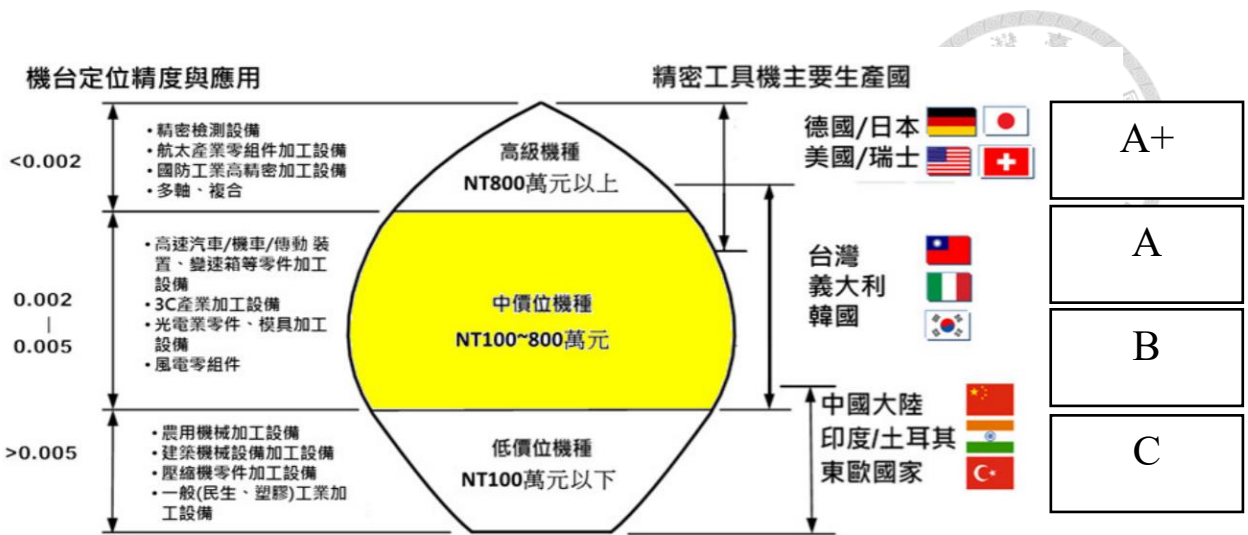 機台定位精度與應用
精密工具機主要生產國
<0.002
・精密檢測設備
・航太產業零組件加工設備
・國防工業高精密加工設備
・多軸、複合
高級機種
NT800萬元以上
德國/日本
美國/瑞士
A+
0.002
|
0.005
・高速汽車/機車/傳動 裝
置、變速箱等零件加工
設備
・3C產業加工設備
・光電業零件、模具加工
設備
・風電零組件
中價位機種
NT100~800萬元
台灣
義大利
韓國
A
B
>0.005
・農用機械加工設備
・建築機械設備加工設備
・壓縮機零件加工設備
・一般(民生、塑膠)工業加
工設備
低價位機種
NT100萬元以下
中國大陸
印度/土耳其
東歐國家
C